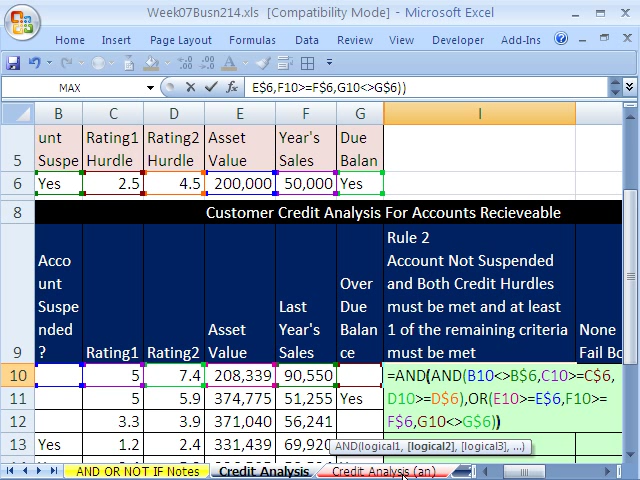 Week07Busn214.xls [Compatibility Mode] - Microsoft Excel
Home Insert Page Layout Formulas Data Review View Developer Add-Ins
MAX fx E$6,F10>=F$6,G10<>G$6))
B C D E F G I
5 unt Suspe Rating1 Hurdle Rating2 Hurdle Asset Value Year's Sales Due Balan
6 Yes 2.5 4.5 200,000 50,000 Yes
8 Customer Credit Analysis For Accounts Recieveable
Rule 2
Account Not Suspended
and Both Credit Hurdles
must be met and at least
1 of the remaining criteria
must be met
9 Acco unt Suspe nded ? Rating1 Rating2 Asset Value Last Year's Sales Over Due Balan ce
None
Fail Bo
10 5 7.4 208,339 90,550 =AND(AND(B10<>B$6,C10>=C$6,
11 5 5.9 374,775 51,255 Yes D10>=D$6),OR(E10>=E$6,F10>=
12 3.3 3.9 371,040 56,241 F$6,G10<>G$6))
13 Yes 1.2 2.4 331,439 69,920 AND(logical1, [logical2], [logical3], ...)
AND OR NOT IF Notes Credit Analysis Credit Analysis (an)